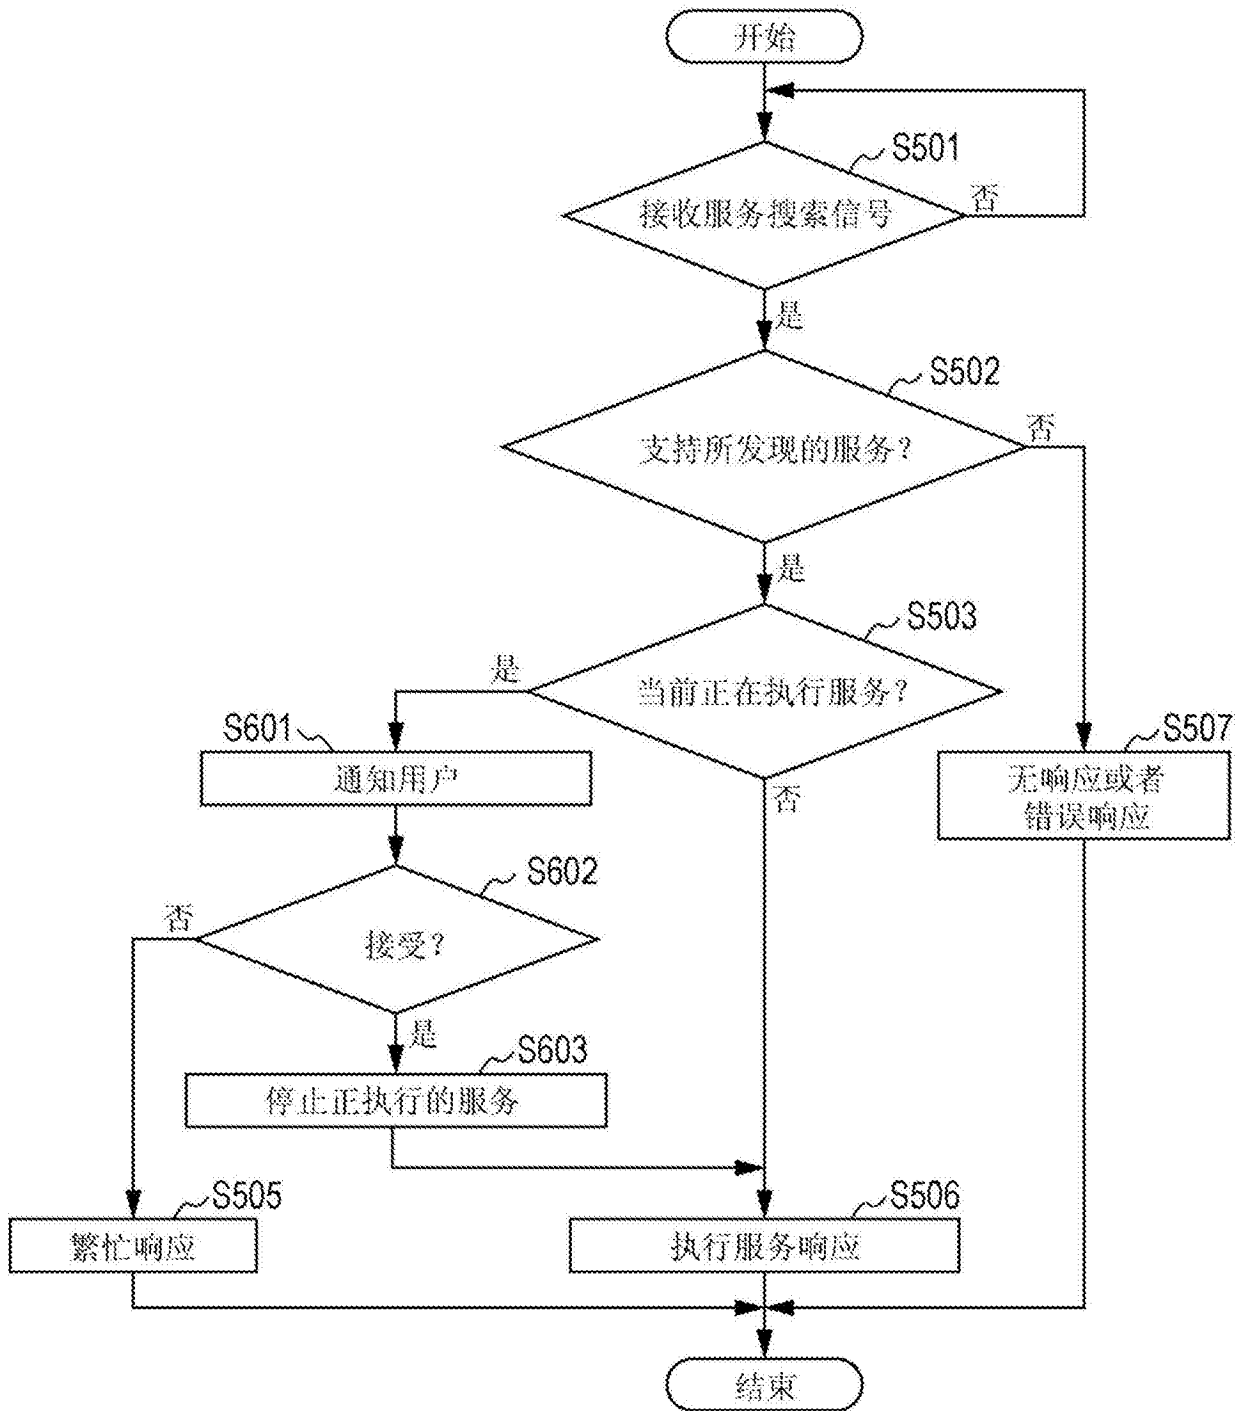 开始
S501
接收服务搜索信号
否
是
S502
支持所发现的服务?
否
是
S503
当前正在执行服务?
是
否
S601
通知用户
S507
无响应或者
错误响应
S602
接受?
否
是
S603
停止正执行的服务
S505
繁忙响应
S506
执行服务响应
结束